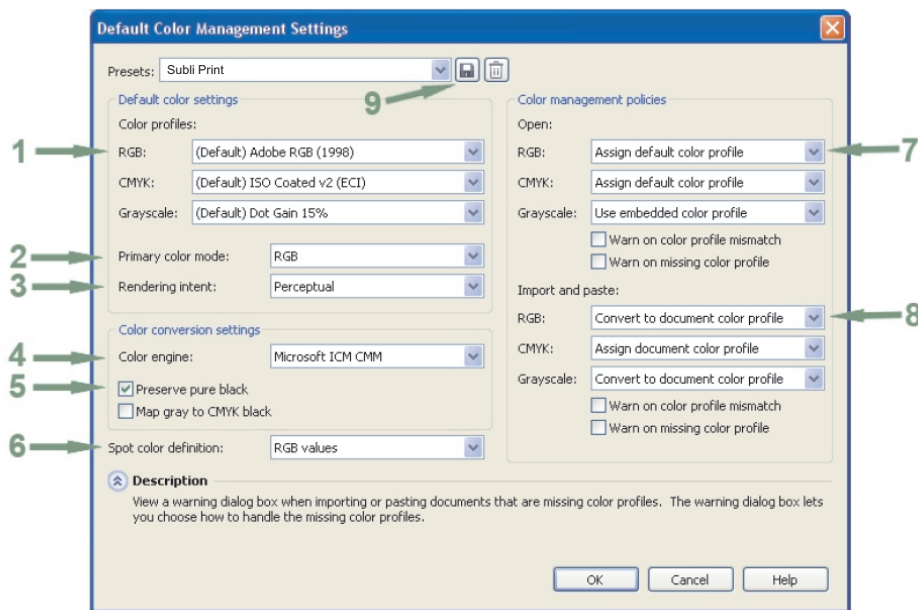 Default Color Management Settings
Presets: Subli Print
9
Default color settings
Color profiles:
1
RGB: (Default) Adobe RGB (1998)
CMYK: (Default) ISO Coated v2 (ECI)
Grayscale: (Default) Dot Gain 15%
2
Primary color mode: RGB
3
Rendering intent: Perceptual
Color conversion settings
4
Color engine: Microsoft ICM CMM
5
Preserve pure black
Map gray to CMYK black
6
Spot color definition: RGB values
Color management policies
Open:
RGB: Assign default color profile
7
CMYK: Assign default color profile
Grayscale: Use embedded color profile
Warn on color profile mismatch
Warn on missing color profile
Import and paste:
RGB: Convert to document color profile
8
CMYK: Assign document color profile
Grayscale: Convert to document color profile
Warn on color profile mismatch
Warn on missing color profile
Description
View a warning dialog box when importing or pasting documents that are missing color profiles. The warning dialog box lets
you choose how to handle the missing color profiles.
OK Cancel Help